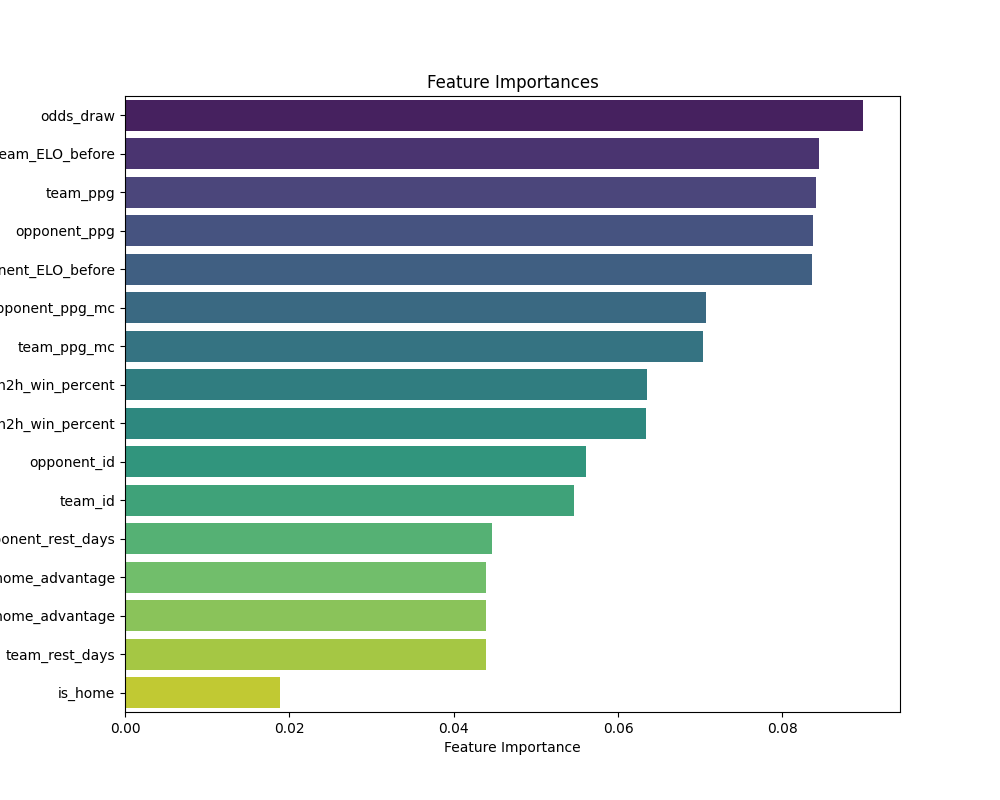 Feature Importances
odds_draw
eam_ELO_before
team_ppg
opponent_ppg
nent_ELO_before
pponent_ppg_mc
team_ppg_mc
h2h_win_percent
h2h_win_percent
opponent_id
team_id
ponent_rest_days
home_advantage
home_advantage
team_rest_days
is_home
0.00 0.02 0.04 0.06 0.08
Feature Importance